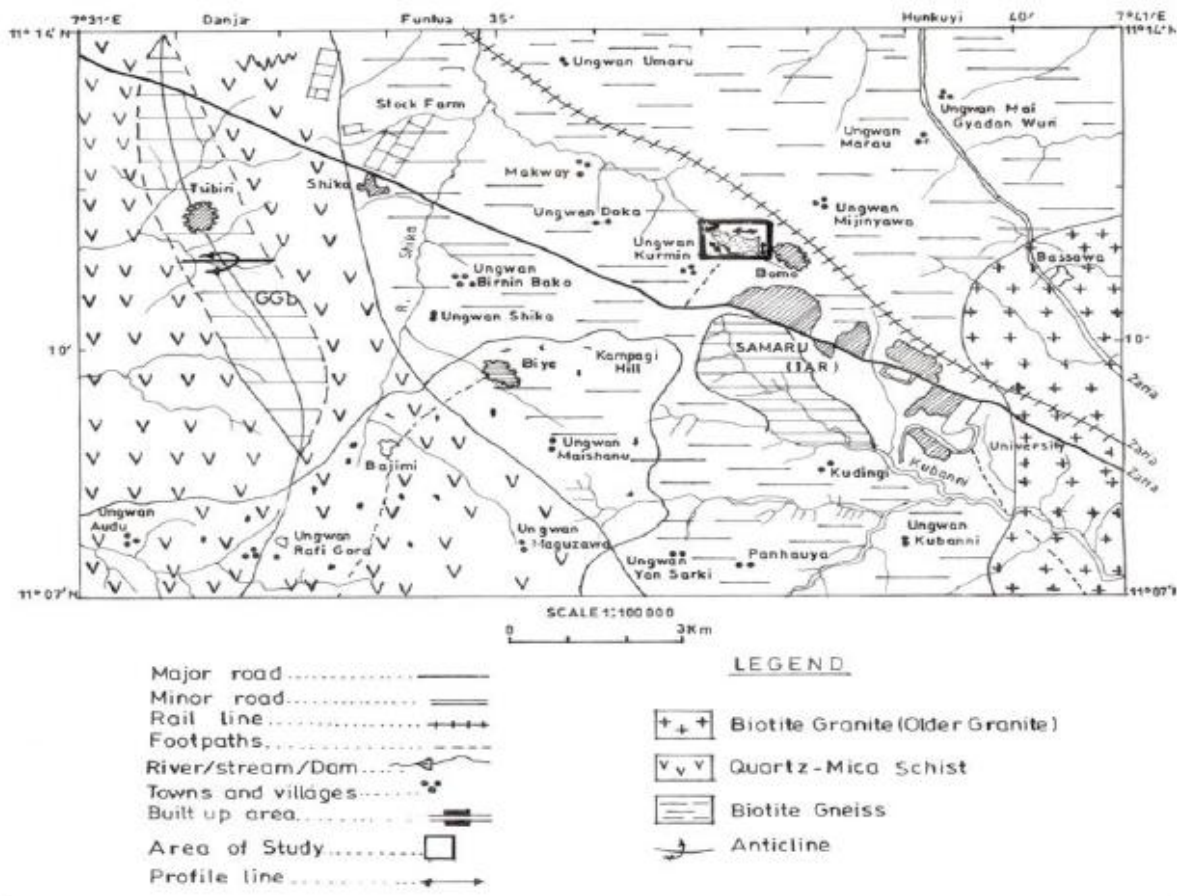 7°31'E Danja Funtua 35' Hunkuyi 40' 7°41'E
11°14'N 11°14'N
Ungwan Umaru
Stock Farm
Ungwan Mai
Gyadan Wuri
Ungwan
Marau
Makway
Shika
Tubiri
Ungwan Daka
Ungwan
Mijinyawa
Ungwan
Kurmin
Bomo
Bassawa
R. Shika
Ungwan
Birnin Bako
GGb
Ungwan Shika
10' 10'
SAMARU
(IAR)
Biye
Kampagi
Hill
Zaria
Zaria
Zaria
University
Ungwan
Maishanu
Bajimi
Kudingi
Kubanni
Ungwan
Audu
Ungwan
Rafi Gora
Ungwan
Maguzawa
Ungwan
Yan Sarki
Panhauya
Ungwan
Kubanni
11°07'N 11°07'N
SCALE 1:100000
0 3Km
Major road
Minor road
Rail line
Footpaths
River/stream/Dam
Towns and villages
Built up area
Area of Study
Profile line
LEGEND
Biotite Granite (Older Granite)
Quartz-Mica Schist
Biotite Gneiss
Anticline